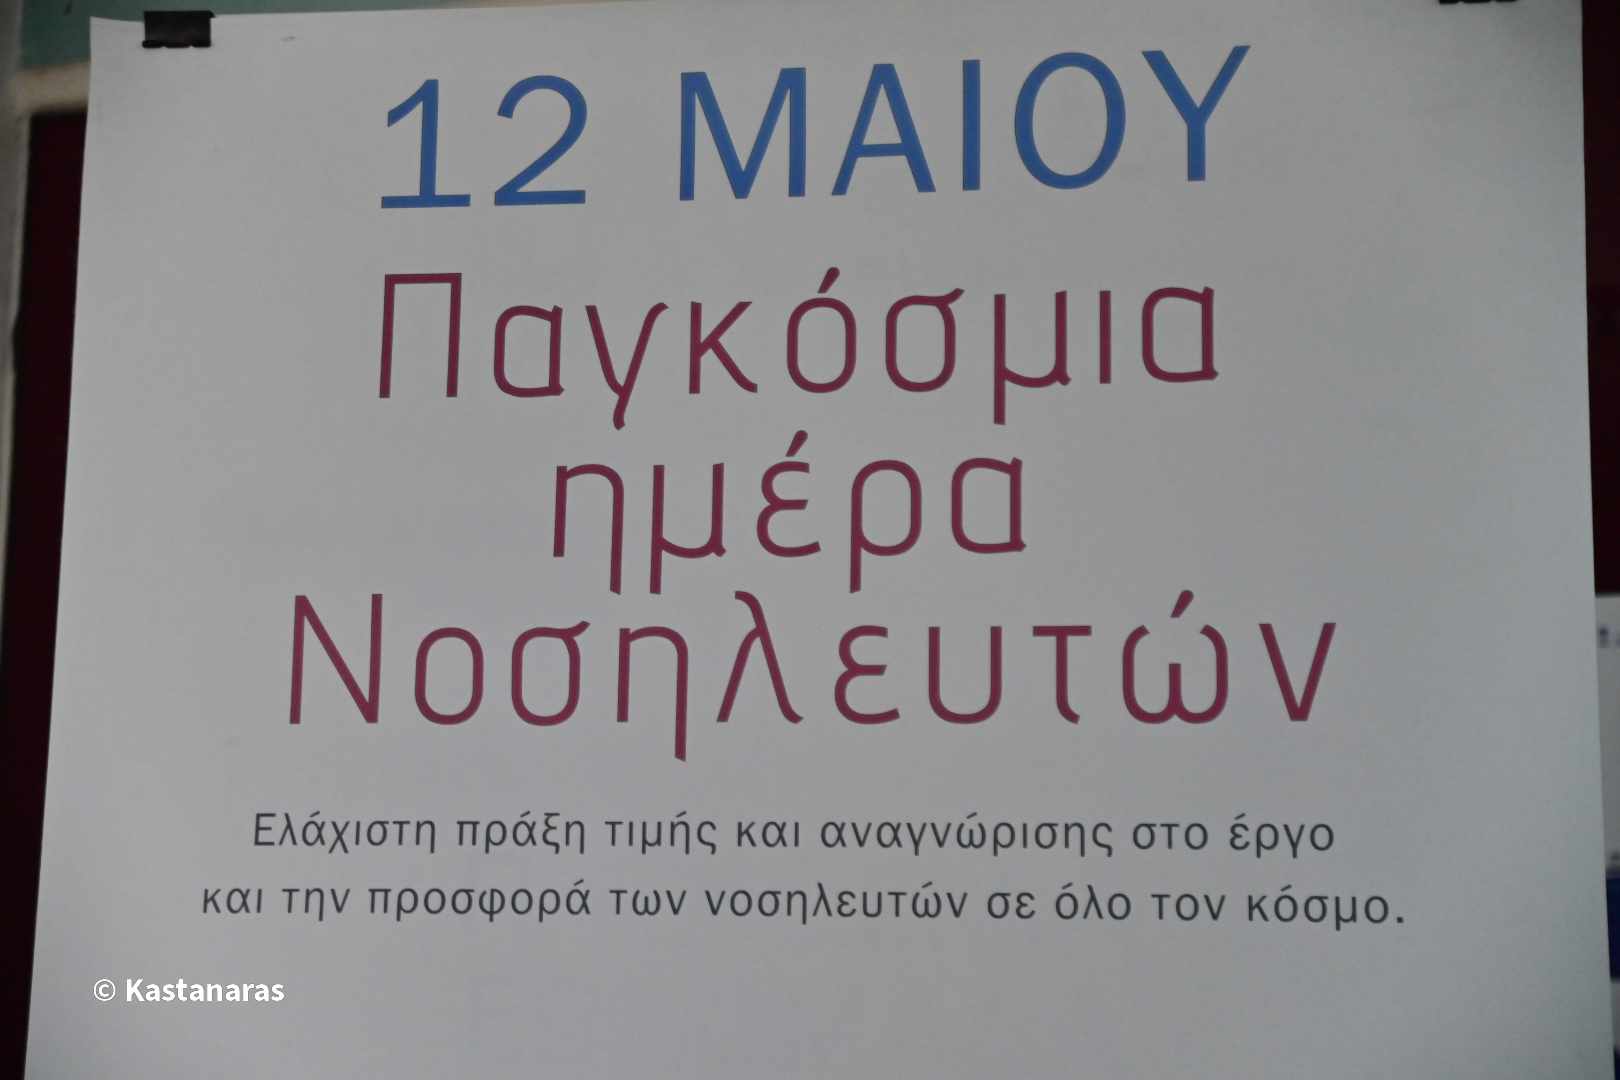 12 ΜΑΙΟΥ
Παγκόσμια
ημέρα
Νοσηλευτών
Ελάχιστη πράξη τιμής και αναγνώρισης στο έργο
και την προσφορά των νοσηλευτών σε όλο τον κόσμο.
© Kastanaras